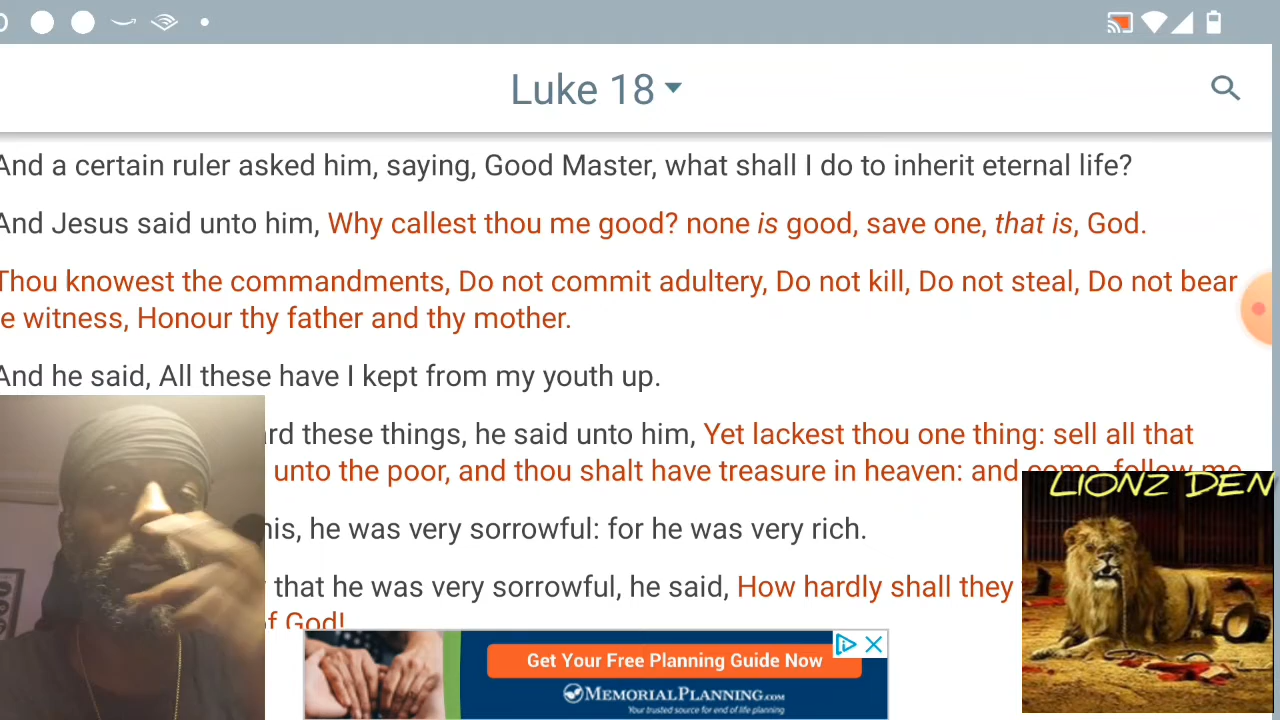 Luke 18
And a certain ruler asked him, saying, Good Master, what shall I do to inherit eternal life?
And Jesus said unto him, Why callest thou me good? none is good, save one, that is, God.
Thou knowest the commandments, Do not commit adultery, Do not kill, Do not steal, Do not bear
e witness, Honour thy father and thy mother.
And he said, All these have I kept from my youth up.
rd these things, he said unto him, Yet lackest thou one thing: sell all that
unto the poor, and thou shalt have treasure in heaven: and come, follow me
his, he was very sorrowful: for he was very rich.
that he was very sorrowful, he said, How hardly shall they
of God!
LIONZ DEN
Get Your Free Planning Guide Now
MEMORIALPLANNING.COM
Your trusted source for end of life planning